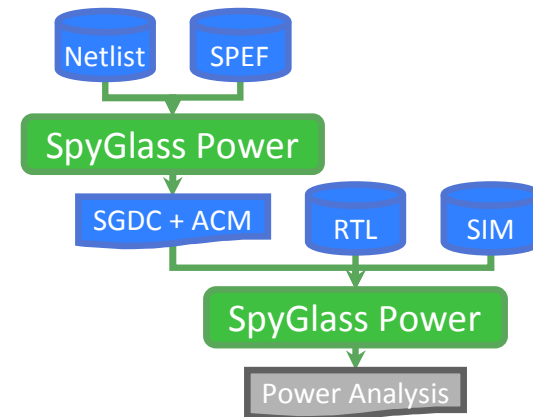 Netlist SPEF
SpyGlass Power
SGDC + ACM RTL SIM
SpyGlass Power
Power Analysis